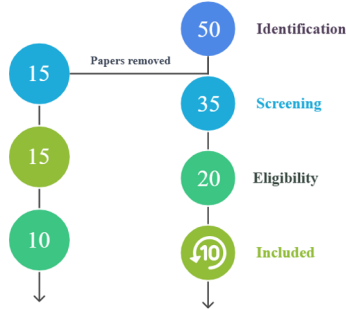 50 Identification
Papers removed
15 35 Screening
15 20 Eligibility
10 10 Included